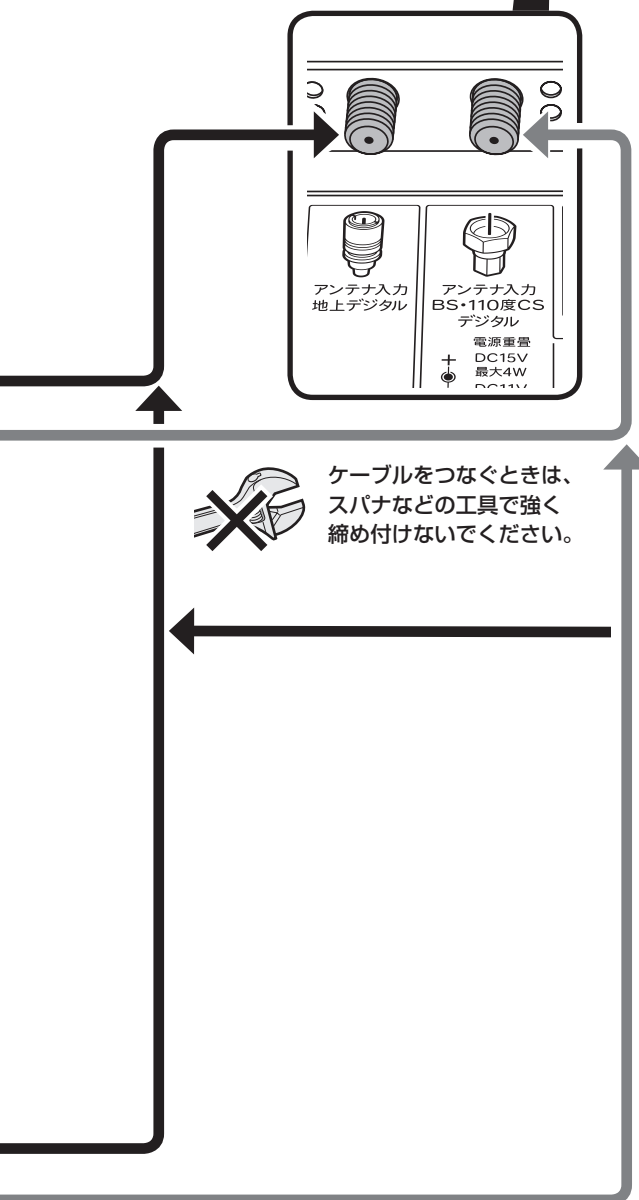 アンテナ入力
地上デジタル
アンテナ入力
BS・110度CS
デジタル
電源重畳
DC15V
最大4W
DC11V
ケーブルをつなぐときは、
スパナなどの工具で強く
締め付けないでください。